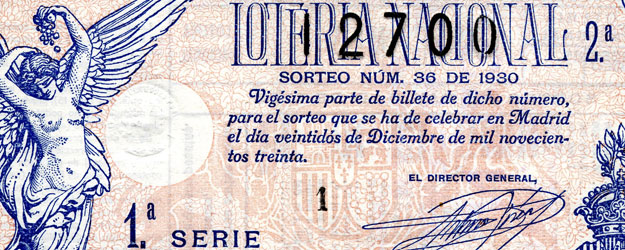 LOTERIA NACIONAL
12700
2.ª
SORTEO NÚM. 36 DE 1930
Vigésima parte de billete de dicho número,
para el sorteo que se ha de celebrar en Madrid
el día veintidós de Diciembre de mil novecien-
tos treinta.
EL DIRECTOR GENERAL,
1
1.ª SERIE